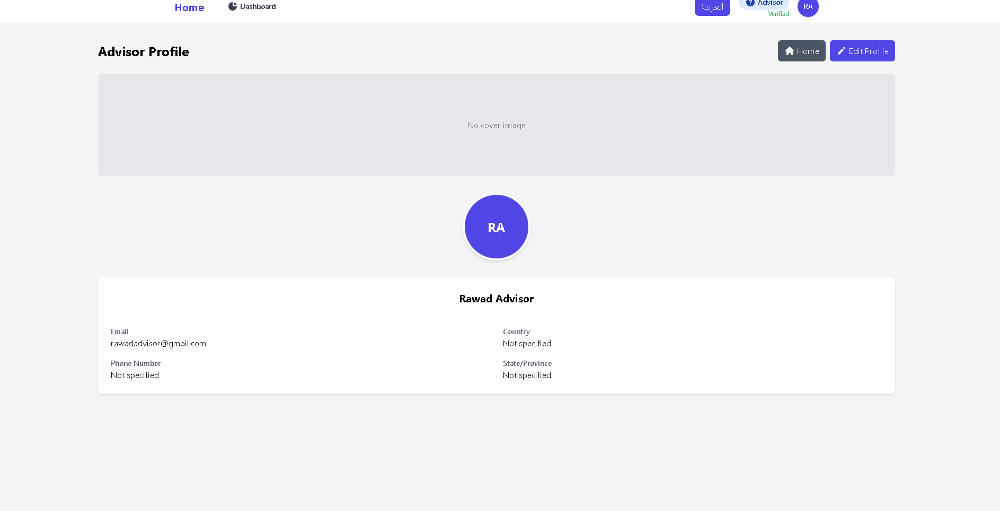 Home
Dashboard
العربية
Advisor
Verified
RA
Advisor Profile
Home
Edit Profile
No cover image
RA
Rawad Advisor
Email
rawadadvisor@gmail.com
Country
Not specified
Phone Number
Not specified
State/Province
Not specified